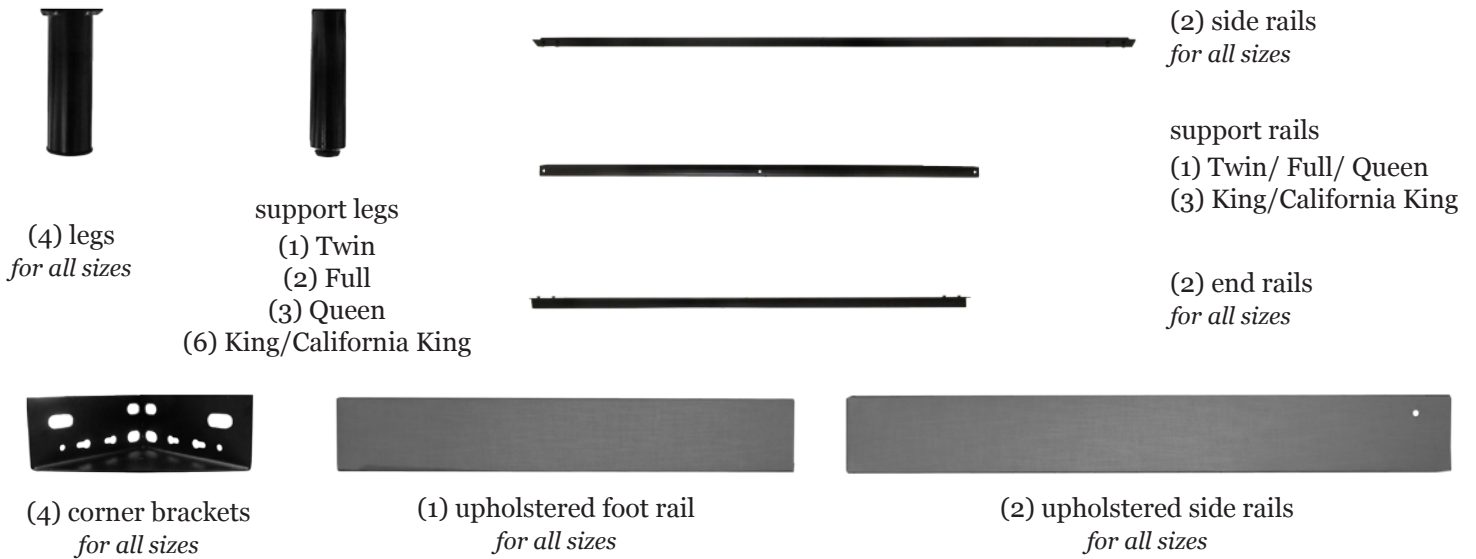 (4) legs
for all sizes
support legs
(1) Twin
(2) Full
(3) Queen
(6) King/California King
(2) side rails
for all sizes
support rails
(1) Twin/ Full/ Queen
(3) King/California King
(2) end rails
for all sizes
(4) corner brackets
for all sizes
(1) upholstered foot rail
for all sizes
(2) upholstered side rails
for all sizes